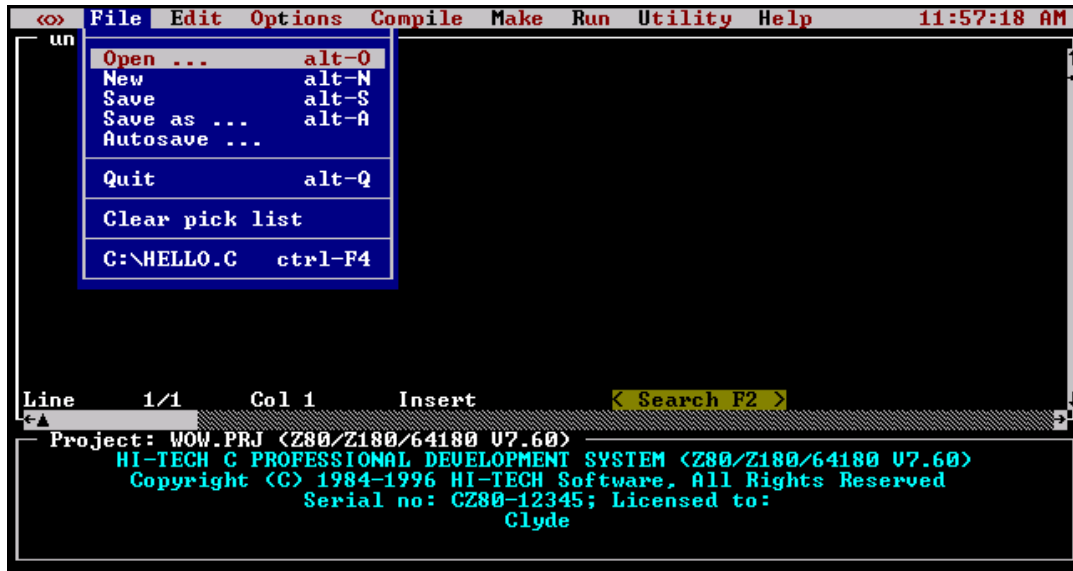 <<>> File Edit Options Compile Make Run Utility Help 11:57:18 AM
un
Open ... alt-O
New alt-N
Save alt-S
Save as ... alt-A
Autosave ...
Quit alt-Q
Clear pick list
C:\HELLO.C ctrl-F4
Line 1/1 Col 1 Insert < Search F2 >
Project: WOW.PRJ (Z80/Z180/64180 V7.60)
HI-TECH C PROFESSIONAL DEVELOPMENT SYSTEM (Z80/Z180/64180 V7.60)
Copyright (C) 1984-1996 HI-TECH Software, All Rights Reserved
Serial no: CZ80-12345; Licensed to:
Clyde